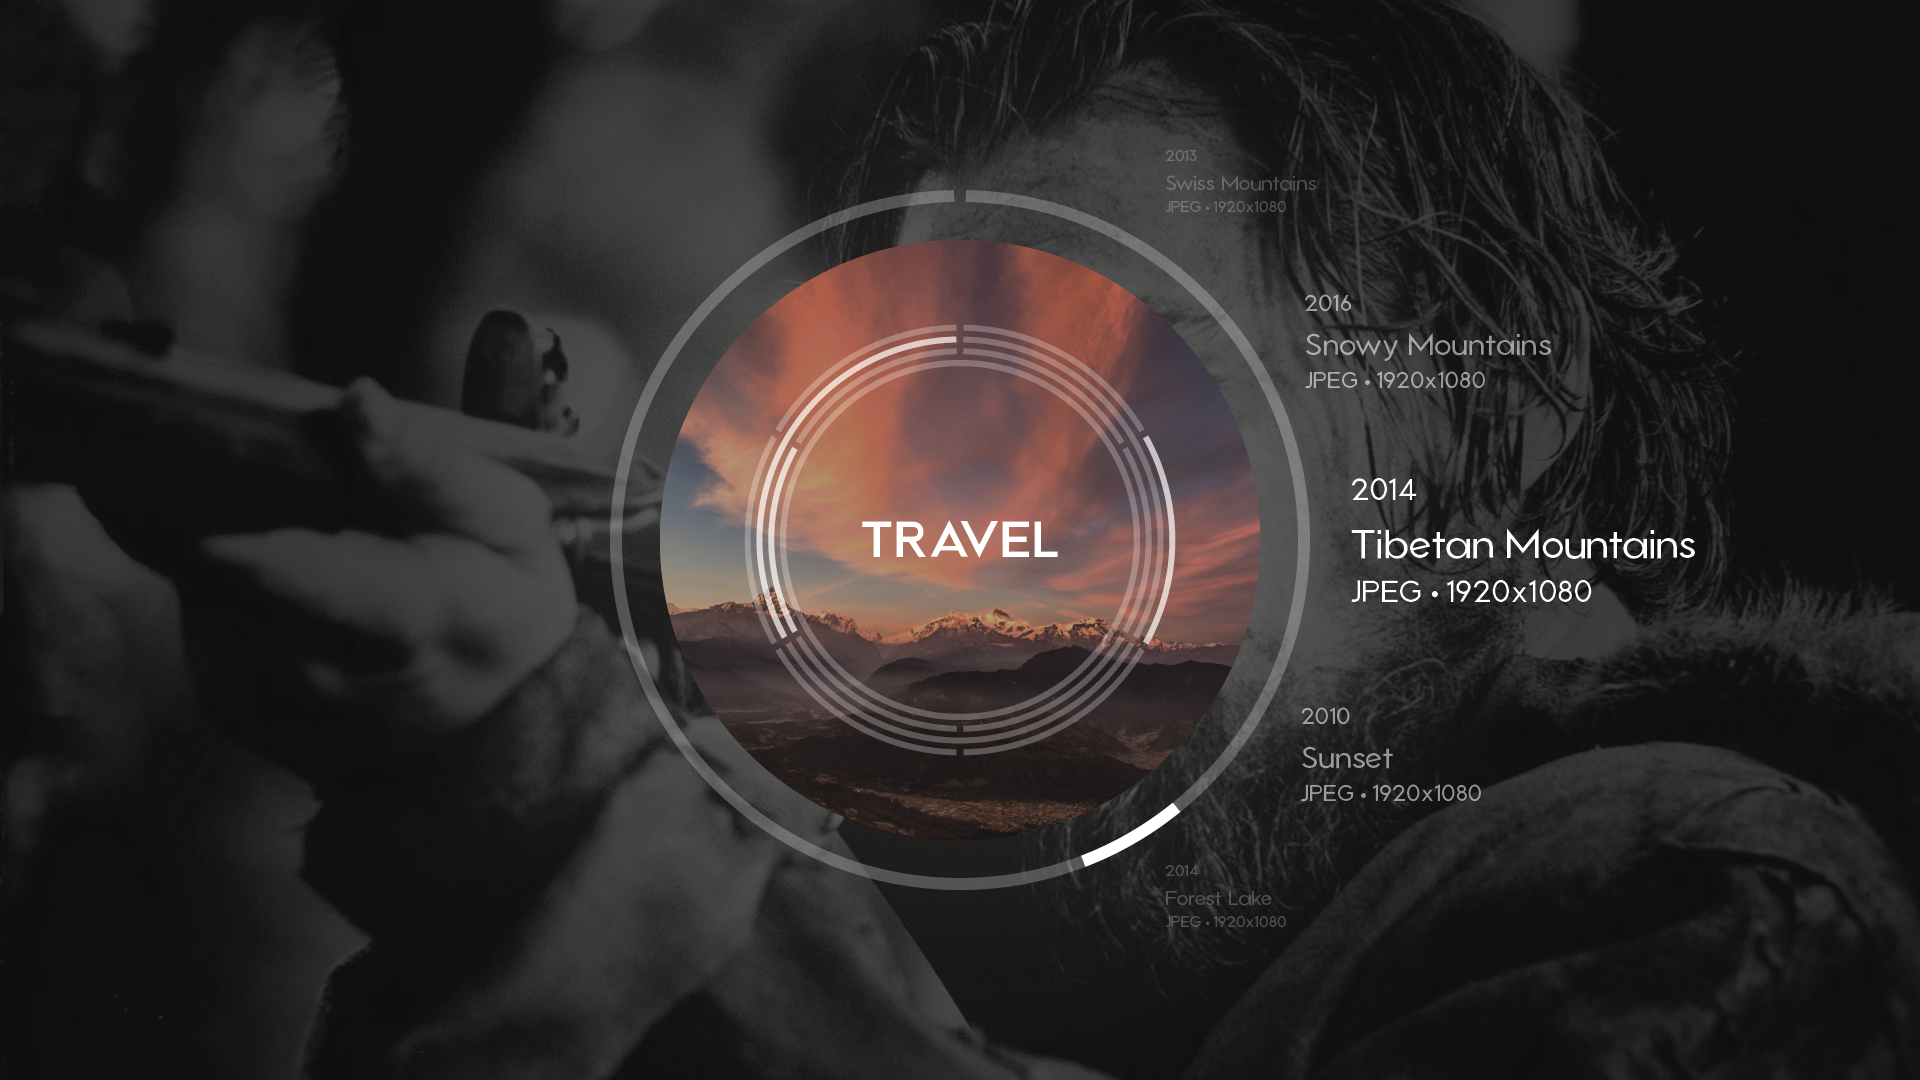 2013
Swiss Mountains
JPEG • 1920x1080
2016
Snowy Mountains
JPEG • 1920x1080
TRAVEL
2014
Tibetan Mountains
JPEG • 1920x1080
2010
Sunset
JPEG • 1920x1080
2014
Forest Lake
JPEG • 1920x1080